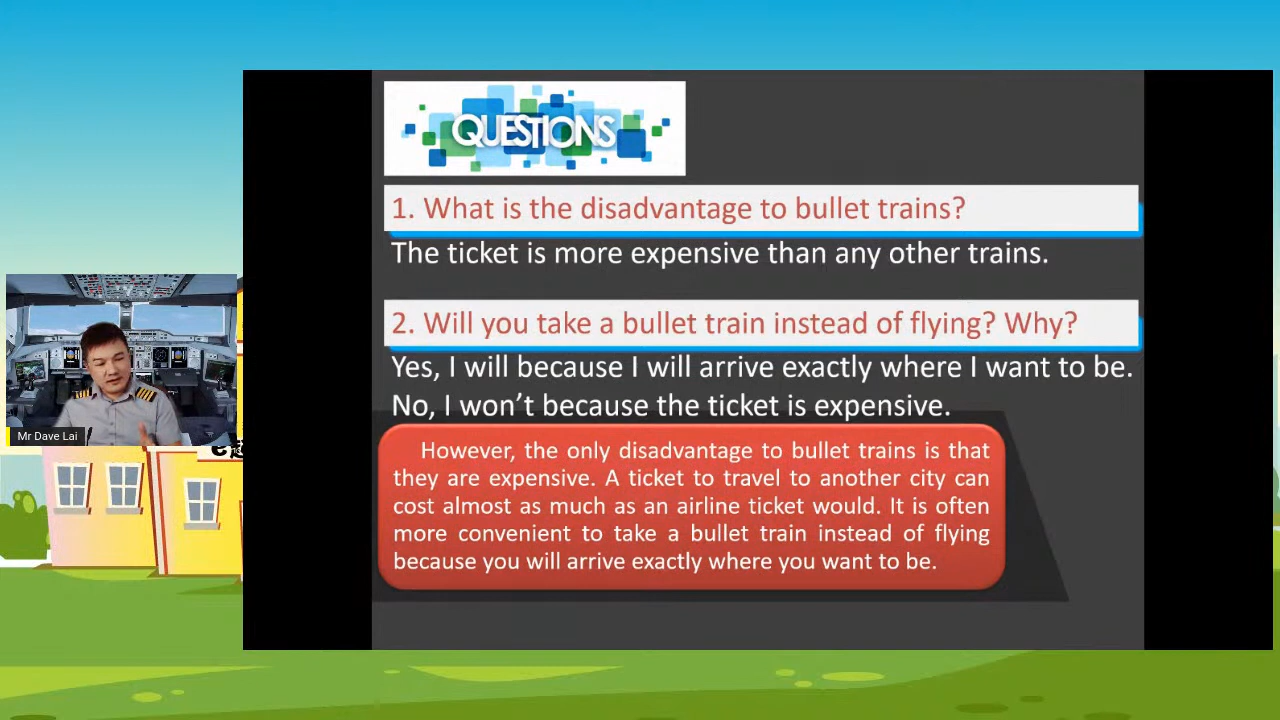 QUESTIONS
1. What is the disadvantage to bullet trains?
The ticket is more expensive than any other trains.
2. Will you take a bullet train instead of flying? Why?
Yes, I will because I will arrive exactly where I want to be.
No, I won’t because the ticket is expensive.
However, the only disadvantage to bullet trains is that
they are expensive. A ticket to travel to another city can
cost almost as much as an airline ticket would. It is often
more convenient to take a bullet train instead of flying
because you will arrive exactly where you want to be.
Mr Dave Lai